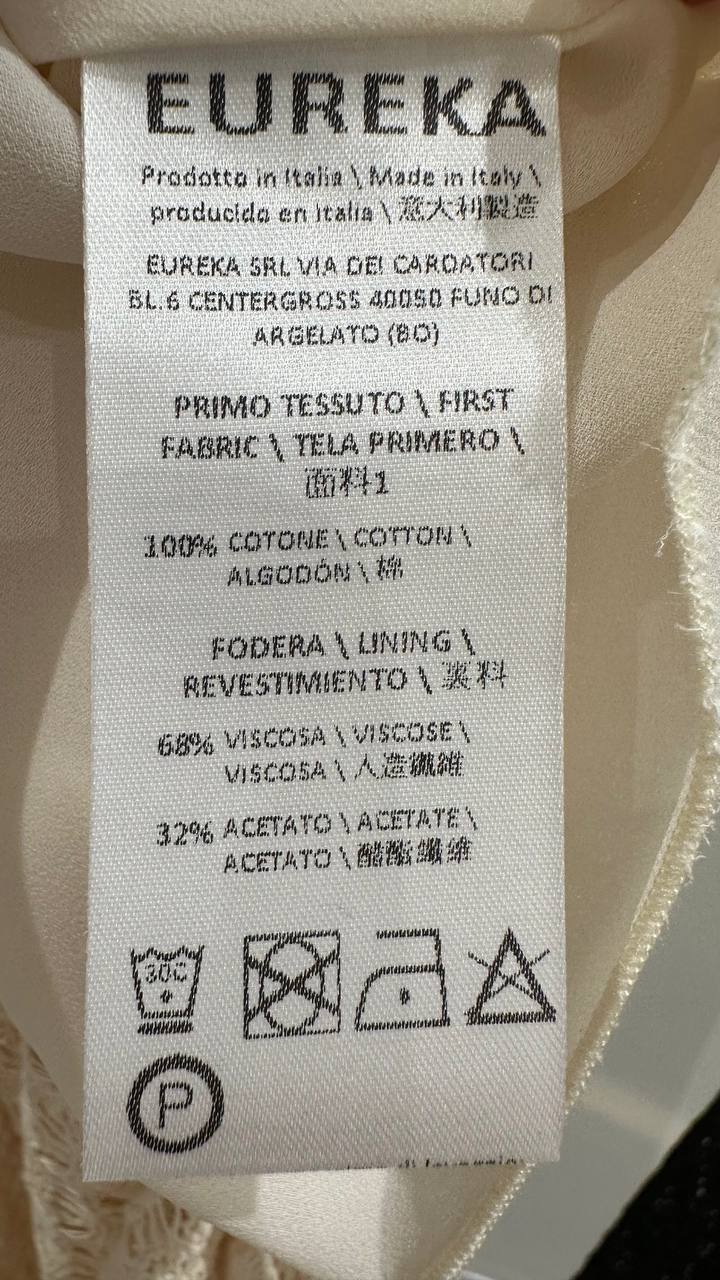 EUREKA
Prodotto in Italia \ Made in Italy \
producido en Italia \ 意大利製造
EUREKA SRL VIA DEI CARDATORI
BL.6 CENTERGROSS 40050 FUNO DI
ARGELATO (BO)
PRIMO TESSUTO \ FIRST
FABRIC \ TELA PRIMERO \
面料1
100% COTONE \ COTTON \
ALGODÓN \ 棉
FODERA \ LINING \
REVESTIMIENTO \ 裏料
68% VISCOSA \ VISCOSE \
VISCOSA \ 人造纖維
32% ACETATO \ ACETATE \
ACETATO \ 醋酯纖維
30C
P